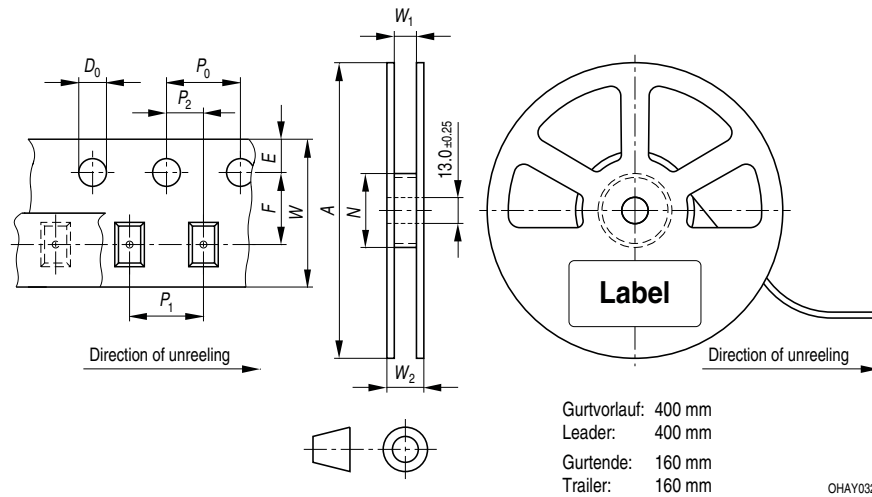 W1
D0
P0
P2
E
F
W
A
N
13.0±0.25
Label
P1
W2
Direction of unreeling
Direction of unreeling
Gurtvorlauf: 400 mm
Leader: 400 mm
Gurtende: 160 mm
Trailer: 160 mm
OHAY032